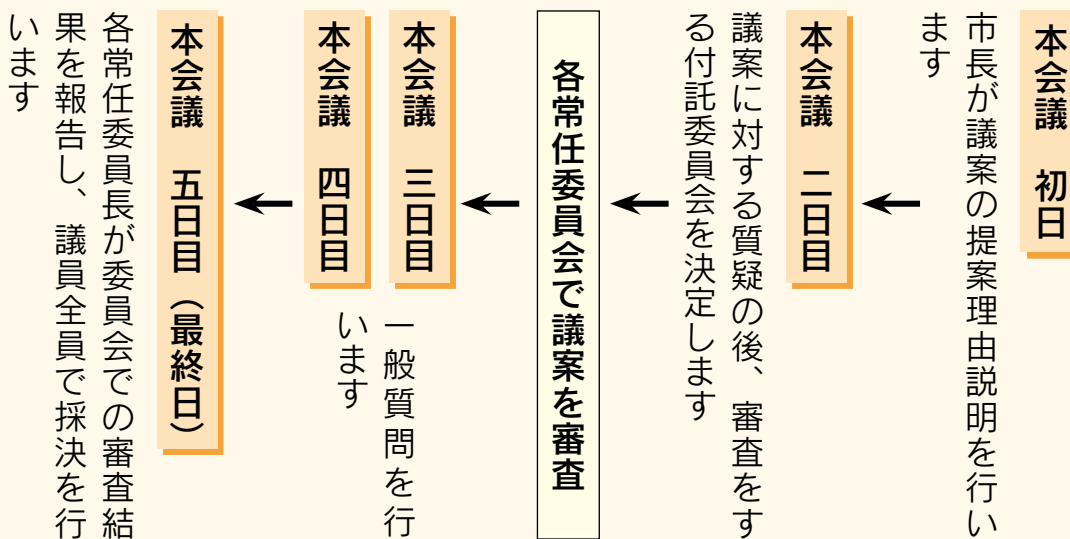 本会議 初日
市長が議案の提案理由説明を行い
ます
本会議 二日目
議案に対する質疑の後、審査をす
る付託委員会を決定します
各常任委員会で議案を審査
本会議 三日目
本会議 四日目
一般質問を行
います
本会議 五日目（最終日）
各常任委員長が委員会での審査結
果を報告し、議員全員で採決を行
います